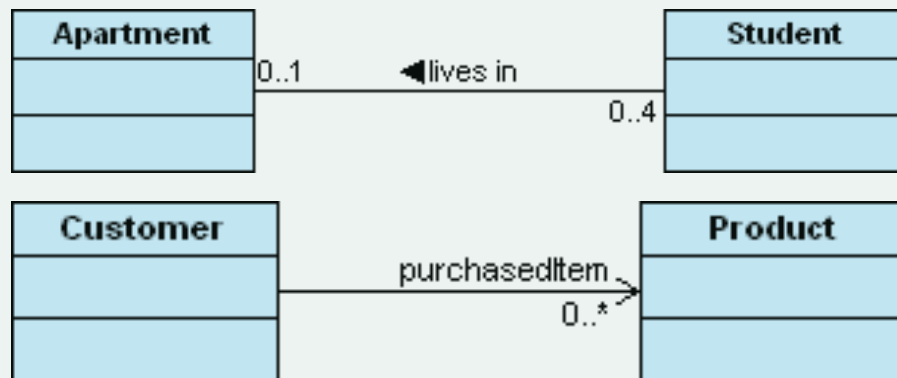 Apartment
Student
0..1
◀lives in
0..4
Customer
Product
purchasedItem
0..*